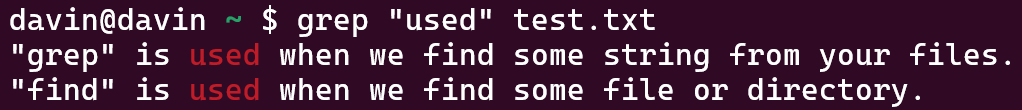 davin@davin ~ $ grep "used" test.txt
"grep" is used when we find some string from your files.
"find" is used when we find some file or directory.